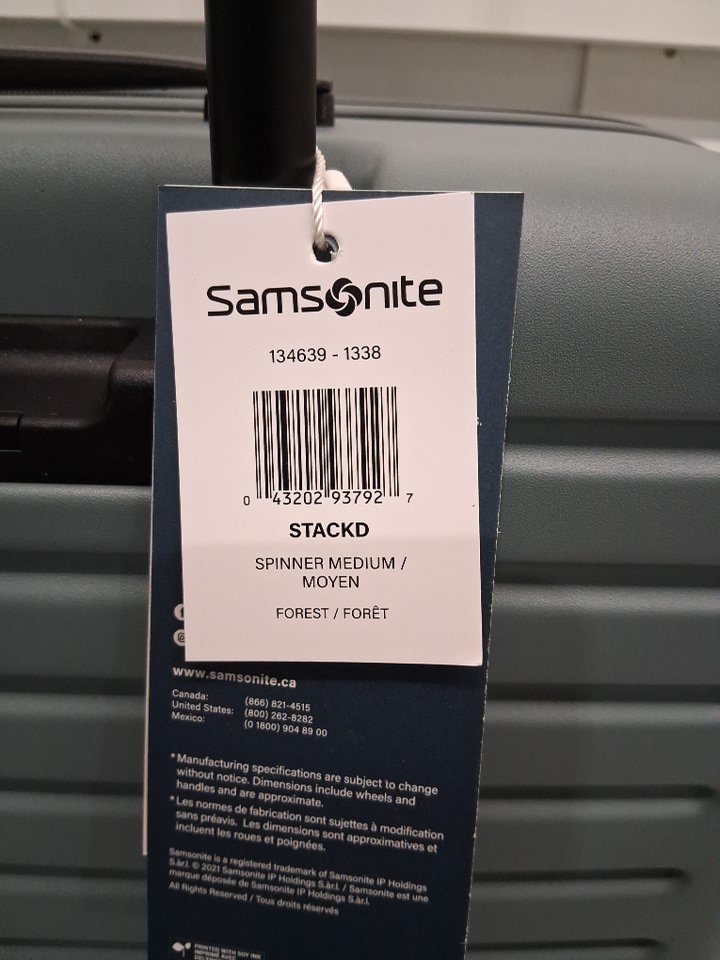 Samsonite
134639 - 1338
0 43202 93792 7
STACKD
SPINNER MEDIUM /
MOYEN
FOREST / FORÊT
www.samsonite.ca
Canada: (866) 821-4515
United States: (800) 262-8282
Mexico: (0 1800) 904 89 00
*Manufacturing specifications are subject to change
without notice. Dimensions include wheels and
handles and are approximate.
*Les normes de fabrication sont sujettes à modification
sans préavis. Les dimensions sont approximatives et
incluent les roues et poignées.
Samsonite is a registered trademark of Samsonite IP Holdings
S.àr.l. © 2021 Samsonite IP Holdings S.àr.l. / Samsonite est une
marque déposée de Samsonite IP Holdings S.àr.l.
All Rights Reserved / Tous droits réservés
PRINTED WITH SOY INK
IMPRIMÉ AVEC